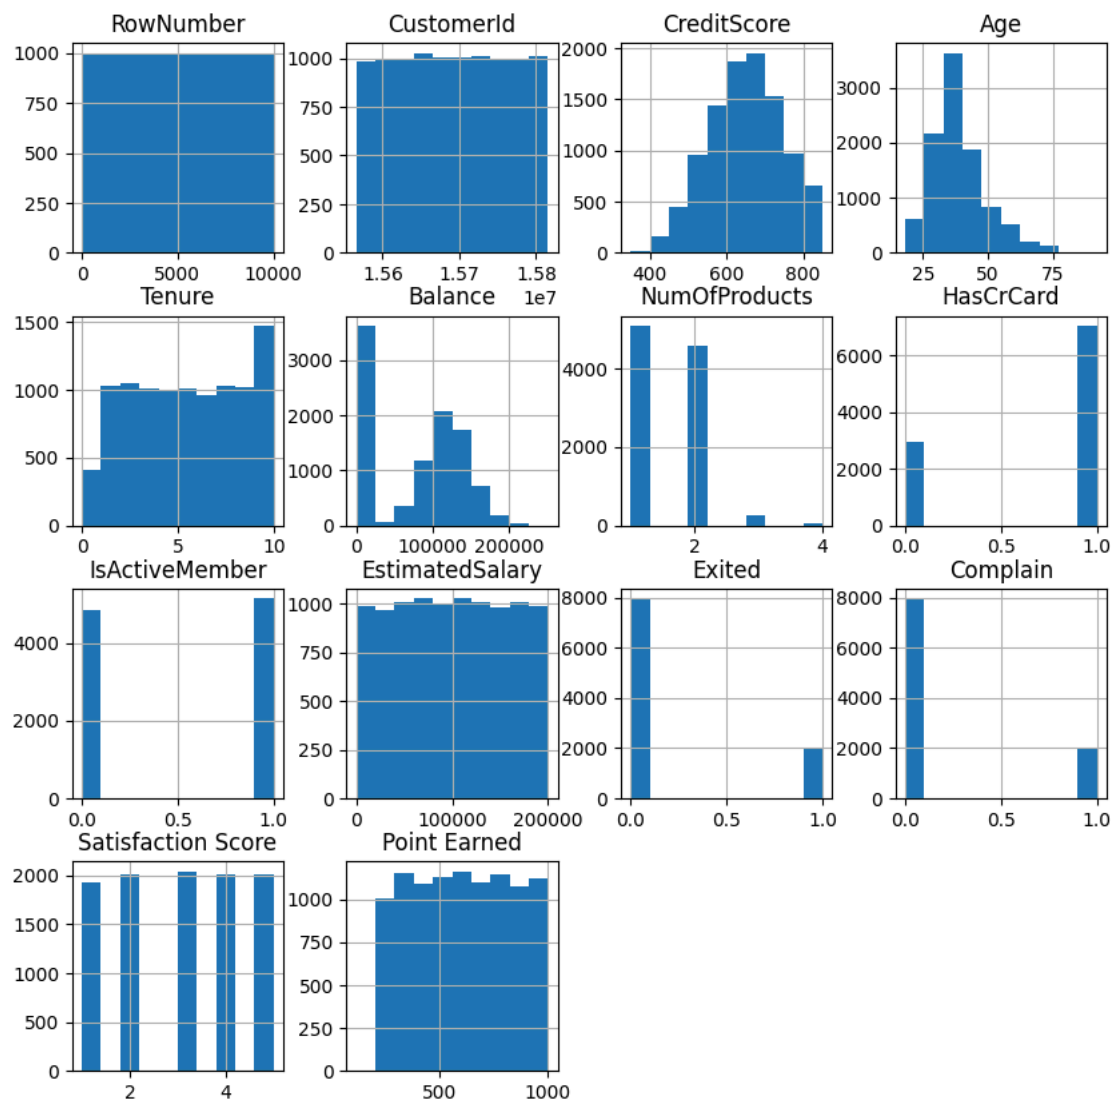 RowNumber CustomerId CreditScore Age
1000 750 500 250 0
0 5000 10000
1000 750 500 250 0
1.56 1.57 1.58
1e7
2000 1500 1000 500 0
400 600 800
3000 2000 1000 0
25 50 75
Tenure Balance NumOfProducts HasCrCard
1500 1000 500 0
0 5 10
3000 2000 1000 0
0 100000 200000
4000 2000 0
2 4
6000 4000 2000 0
0.0 0.5 1.0
IsActiveMember EstimatedSalary Exited Complain
4000 2000 0
0.0 0.5 1.0
1000 750 500 250 0
0 100000 200000
8000 6000 4000 2000 0
0.0 0.5 1.0
8000 6000 4000 2000 0
0.0 0.5 1.0
Satisfaction Score Point Earned
2000 1500 1000 500 0
2 4
1000 750 500 250 0
500 1000